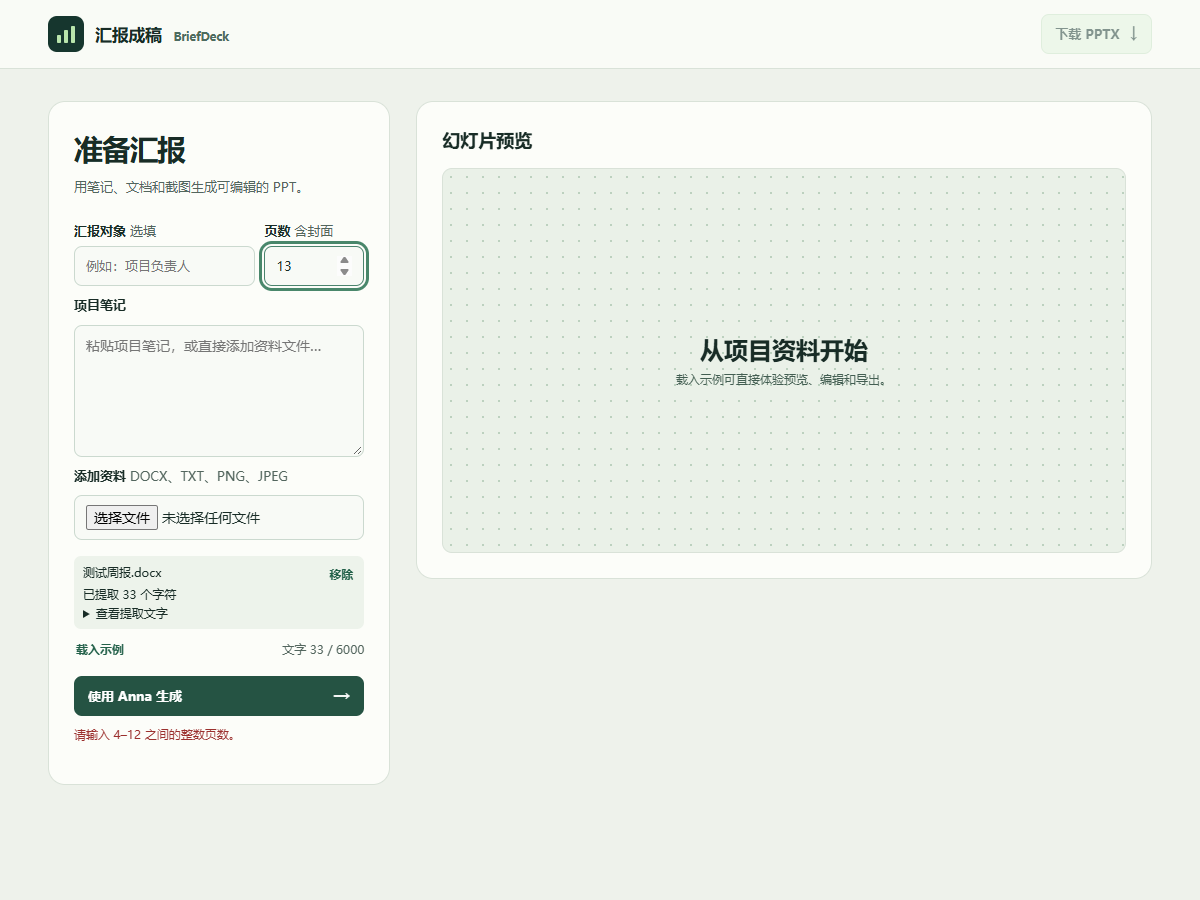 汇报成稿 BriefDeck
下载 PPTX ↓
准备汇报
用笔记、文档和截图生成可编辑的 PPT。
汇报对象 选填
页数 含封面
例如：项目负责人
13
项目笔记
粘贴项目笔记，或直接添加资料文件...
添加资料 DOCX、TXT、PNG、JPEG
选择文件 未选择任何文件
测试周报.docx
移除
已提取 33 个字符
▶ 查看提取文字
载入示例
文字 33 / 6000
使用 Anna 生成 →
请输入 4–12 之间的整数页数。
幻灯片预览
从项目资料开始
载入示例可直接体验预览、编辑和导出。